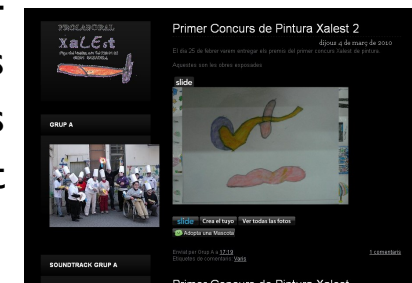 PROLABORAL
XaLESt
GRUP A
SOUNDTRACK GRUP A
Primer Concurs de Pintura Xalest 2
dijous 4 de març de 2010
El dia 25 de febrer varem entregar els premis del primer concurs Xalest de pintura.
Aquestes son les obres exposades
slide
slide Crea el tuyo Ver todas las fotos
Adopta una Mascota
Enviat per Grup A a 17:19
1 comentaris
Etiquetes de comentaris: Varis
Primer Concurs de Pintura Xalest